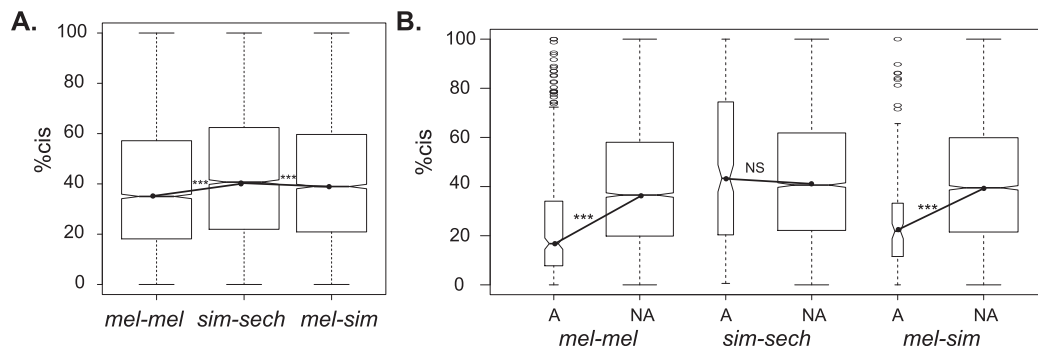 A.
%cis
100
80
60
40
20
0
*** ***
mel-mel sim-sech mel-sim
B.
%cis
100
80
60
40
20
0
*** NS ***
A NA A NA A NA
mel-mel sim-sech mel-sim